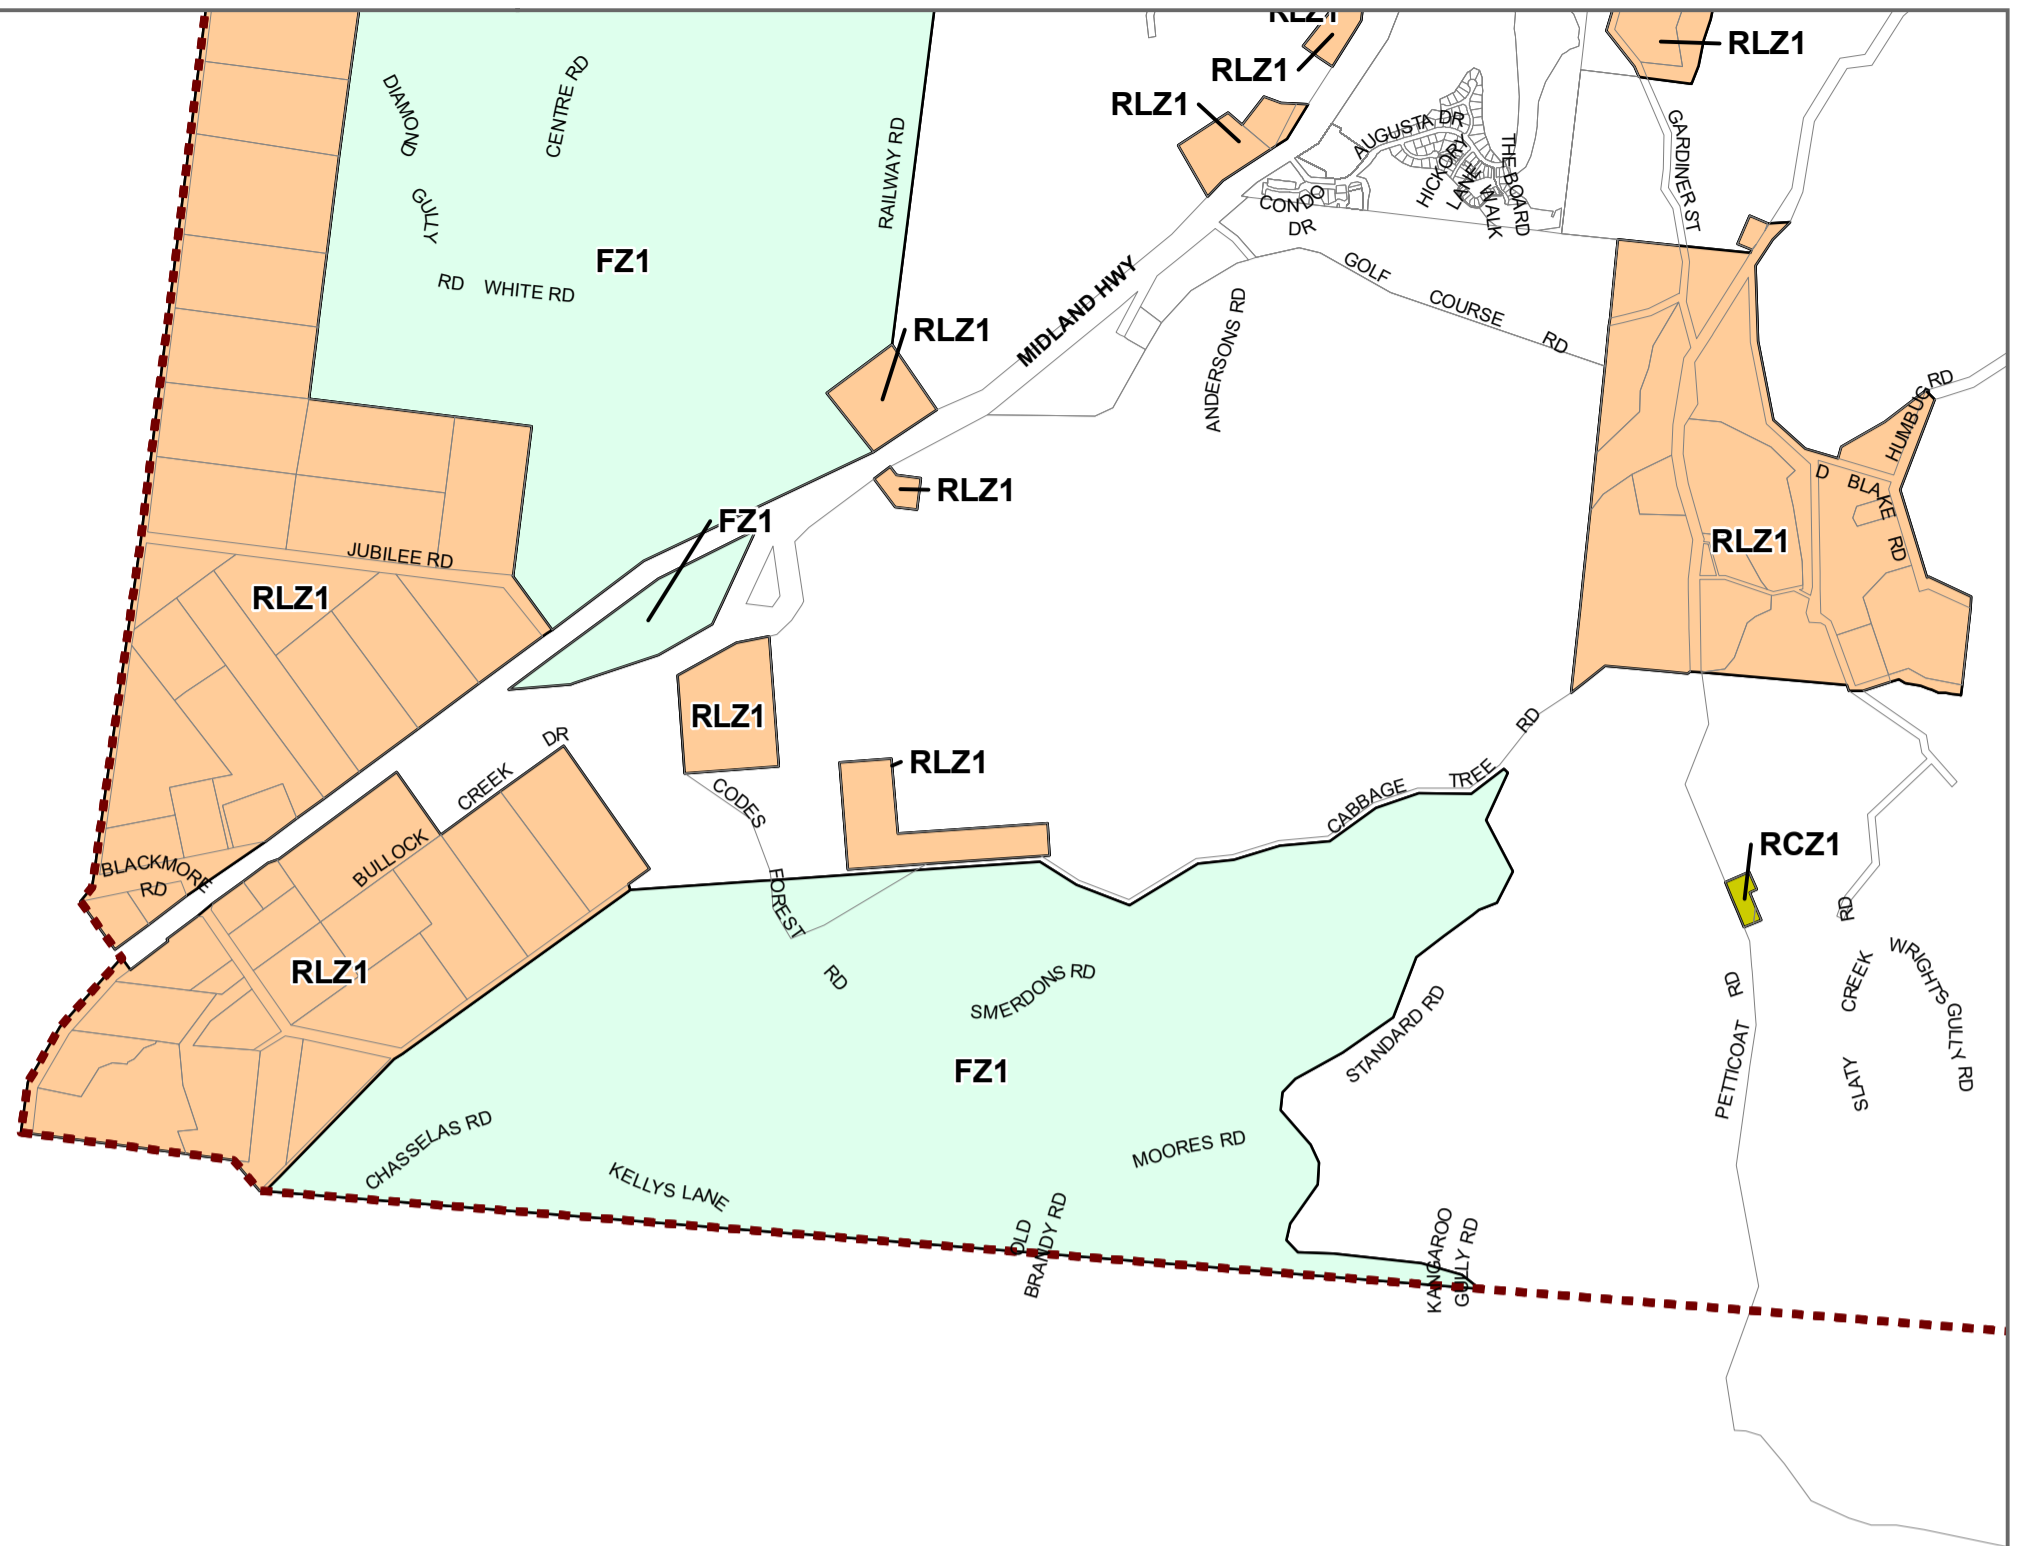 RLZ1
RLZ1
RLZ1
RLZ1
DIAMOND
GULLY
RD
CENTRE RD
WHITE RD
RAILWAY RD
FZ1
AUGUSTA DR
HICKORY
LANE
THE BOARD
WALK
CONDO
DR
GARDINER ST
MIDLAND HWY
GOLF
COURSE
RD
ANDERSONS RD
RLZ1
RLZ1
FZ1
HUMBUG
RD
D
BLAKE
RD
RLZ1
JUBILEE RD
RLZ1
RLZ1
RLZ1
BULLOCK
CREEK
DR
CODES
FOREST
RD
CABBAGE
TREE
RD
BLACKMORE
RD
RLZ1
RCZ1
SMERDONS RD
FZ1
STANDARD RD
PETTICOAT
RD
SLATY
CREEK
RD
WRIGHTS
GULLY
RD
CHASSELAS RD
KELLYS LANE
MOORES RD
OLD
BRANDY RD
KANGAROO
GULLY RD